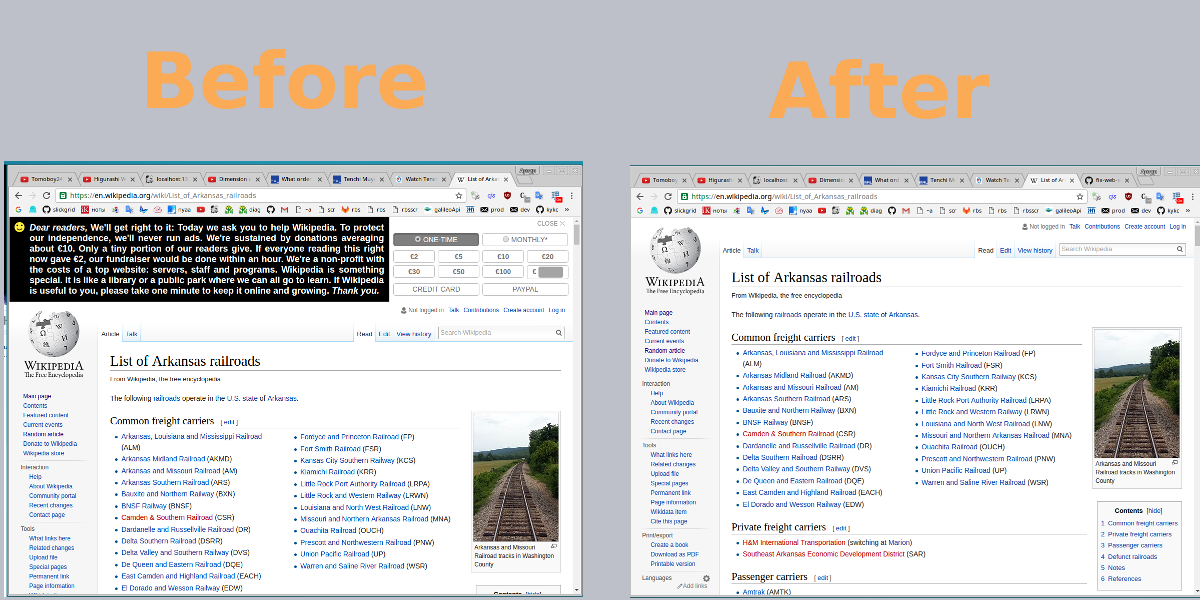 Before
After
Tomoboy24
Higurashi
localhost:13
Dimension
What order
Tenchi Muy
Watch Tenc
List of Arkan
https://en.wikipedia.org/wiki/List_of_Arkansas_railroads
slickgrid
ноты
nyaa
diag
~a
scr
rbs
rbs
rbsscr
galileoApi
prod
dev
kykc
Dear readers, We'll get right to it: Today we ask you to help Wikipedia. To protect
our independence, we'll never run ads. We're sustained by donations averaging
about €10. Only a tiny portion of our readers give. If everyone reading this right
now gave €2, our fundraiser would be done within an hour. We're a non-profit with
the costs of a top website: servers, staff and programs. Wikipedia is something
special. It is like a library or a public park where we can all go to learn. If Wikipedia
is useful to you, please take one minute to keep it online and growing. Thank you.
CLOSE
ONE-TIME MONTHLY*
€2 €5 €10 €20
€30 €50 €100 €
CREDIT CARD PAYPAL
Not logged in Talk Contributions Create account Log in
Article Talk
Read Edit View history Search Wikipedia
WIKIPEDIA
The Free Encyclopedia
Main page
Contents
Featured content
Current events
Random article
Donate to Wikipedia
Wikipedia store
Interaction
Help
About Wikipedia
Community portal
Recent changes
Contact page
Tools
What links here
Related changes
Upload file
Special pages
Permanent link
Page information
List of Arkansas railroads
From Wikipedia, the free encyclopedia
The following railroads operate in the U.S. state of Arkansas.
Common freight carriers [ edit ]
Arkansas, Louisiana and Mississippi Railroad
(ALM)
Arkansas Midland Railroad (AKMD)
Arkansas and Missouri Railroad (AM)
Arkansas Southern Railroad (ARS)
Bauxite and Northern Railway (BXN)
BNSF Railway (BNSF)
Camden & Southern Railroad (CSR)
Dardanelle and Russellville Railroad (DR)
Delta Southern Railroad (DSRR)
Delta Valley and Southern Railway (DVS)
De Queen and Eastern Railroad (DQE)
East Camden and Highland Railroad (EACH)
El Dorado and Wesson Railway (EDW)
Fordyce and Princeton Railroad (FP)
Fort Smith Railroad (FSR)
Kansas City Southern Railway (KCS)
Kiamichi Railroad (KRR)
Little Rock Port Authority Railroad (LRPA)
Little Rock and Western Railway (LRWN)
Louisiana and North West Railroad (LNW)
Missouri and Northern Arkansas Railroad (MNA)
Ouachita Railroad (OUCH)
Prescott and Northwestern Railroad (PNW)
Union Pacific Railroad (UP)
Warren and Saline River Railroad (WSR)
Arkansas and Missouri
Railroad tracks in Washington
County
Contents [hide]
Tomoboy
Higurashi
localhost
Dimensi
What ord
Tenchi M
Watch T
List of A
fix-web-
https://en.wikipedia.org/wiki/List_of_Arkansas_railroads
slickgrid
ноты
nyaa
diag
~a
scr
rbs
rbs
rbsscr
galileoApi
prod
dev
kykc
Not logged in Talk Contributions Create account Log in
Article Talk
Read Edit View history Search Wikipedia
WIKIPEDIA
The Free Encyclopedia
Main page
Contents
Featured content
Current events
Random article
Donate to Wikipedia
Wikipedia store
Interaction
Help
About Wikipedia
Community portal
Recent changes
Contact page
Tools
What links here
Related changes
Upload file
Special pages
Permanent link
Page information
Wikidata item
Cite this page
Print/export
Create a book
Download as PDF
Printable version
Languages
Add links
List of Arkansas railroads
From Wikipedia, the free encyclopedia
The following railroads operate in the U.S. state of Arkansas.
Common freight carriers [ edit ]
Arkansas, Louisiana and Mississippi Railroad
(ALM)
Arkansas Midland Railroad (AKMD)
Arkansas and Missouri Railroad (AM)
Arkansas Southern Railroad (ARS)
Bauxite and Northern Railway (BXN)
BNSF Railway (BNSF)
Camden & Southern Railroad (CSR)
Dardanelle and Russellville Railroad (DR)
Delta Southern Railroad (DSRR)
Delta Valley and Southern Railway (DVS)
De Queen and Eastern Railroad (DQE)
East Camden and Highland Railroad (EACH)
El Dorado and Wesson Railway (EDW)
Fordyce and Princeton Railroad (FP)
Fort Smith Railroad (FSR)
Kansas City Southern Railway (KCS)
Kiamichi Railroad (KRR)
Little Rock Port Authority Railroad (LRPA)
Little Rock and Western Railway (LRWN)
Louisiana and North West Railroad (LNW)
Missouri and Northern Arkansas Railroad (MNA)
Ouachita Railroad (OUCH)
Prescott and Northwestern Railroad (PNW)
Union Pacific Railroad (UP)
Warren and Saline River Railroad (WSR)
Private freight carriers [ edit ]
H&M International Transportation (switching at Marion)
Southeast Arkansas Economic Development District (SAR)
Passenger carriers [ edit ]
Amtrak (AMTK)
Arkansas and Missouri
Railroad tracks in Washington
County
Contents [hide]
1 Common freight carriers
2 Private freight carriers
3 Passenger carriers
4 Defunct railroads
5 Notes
6 References